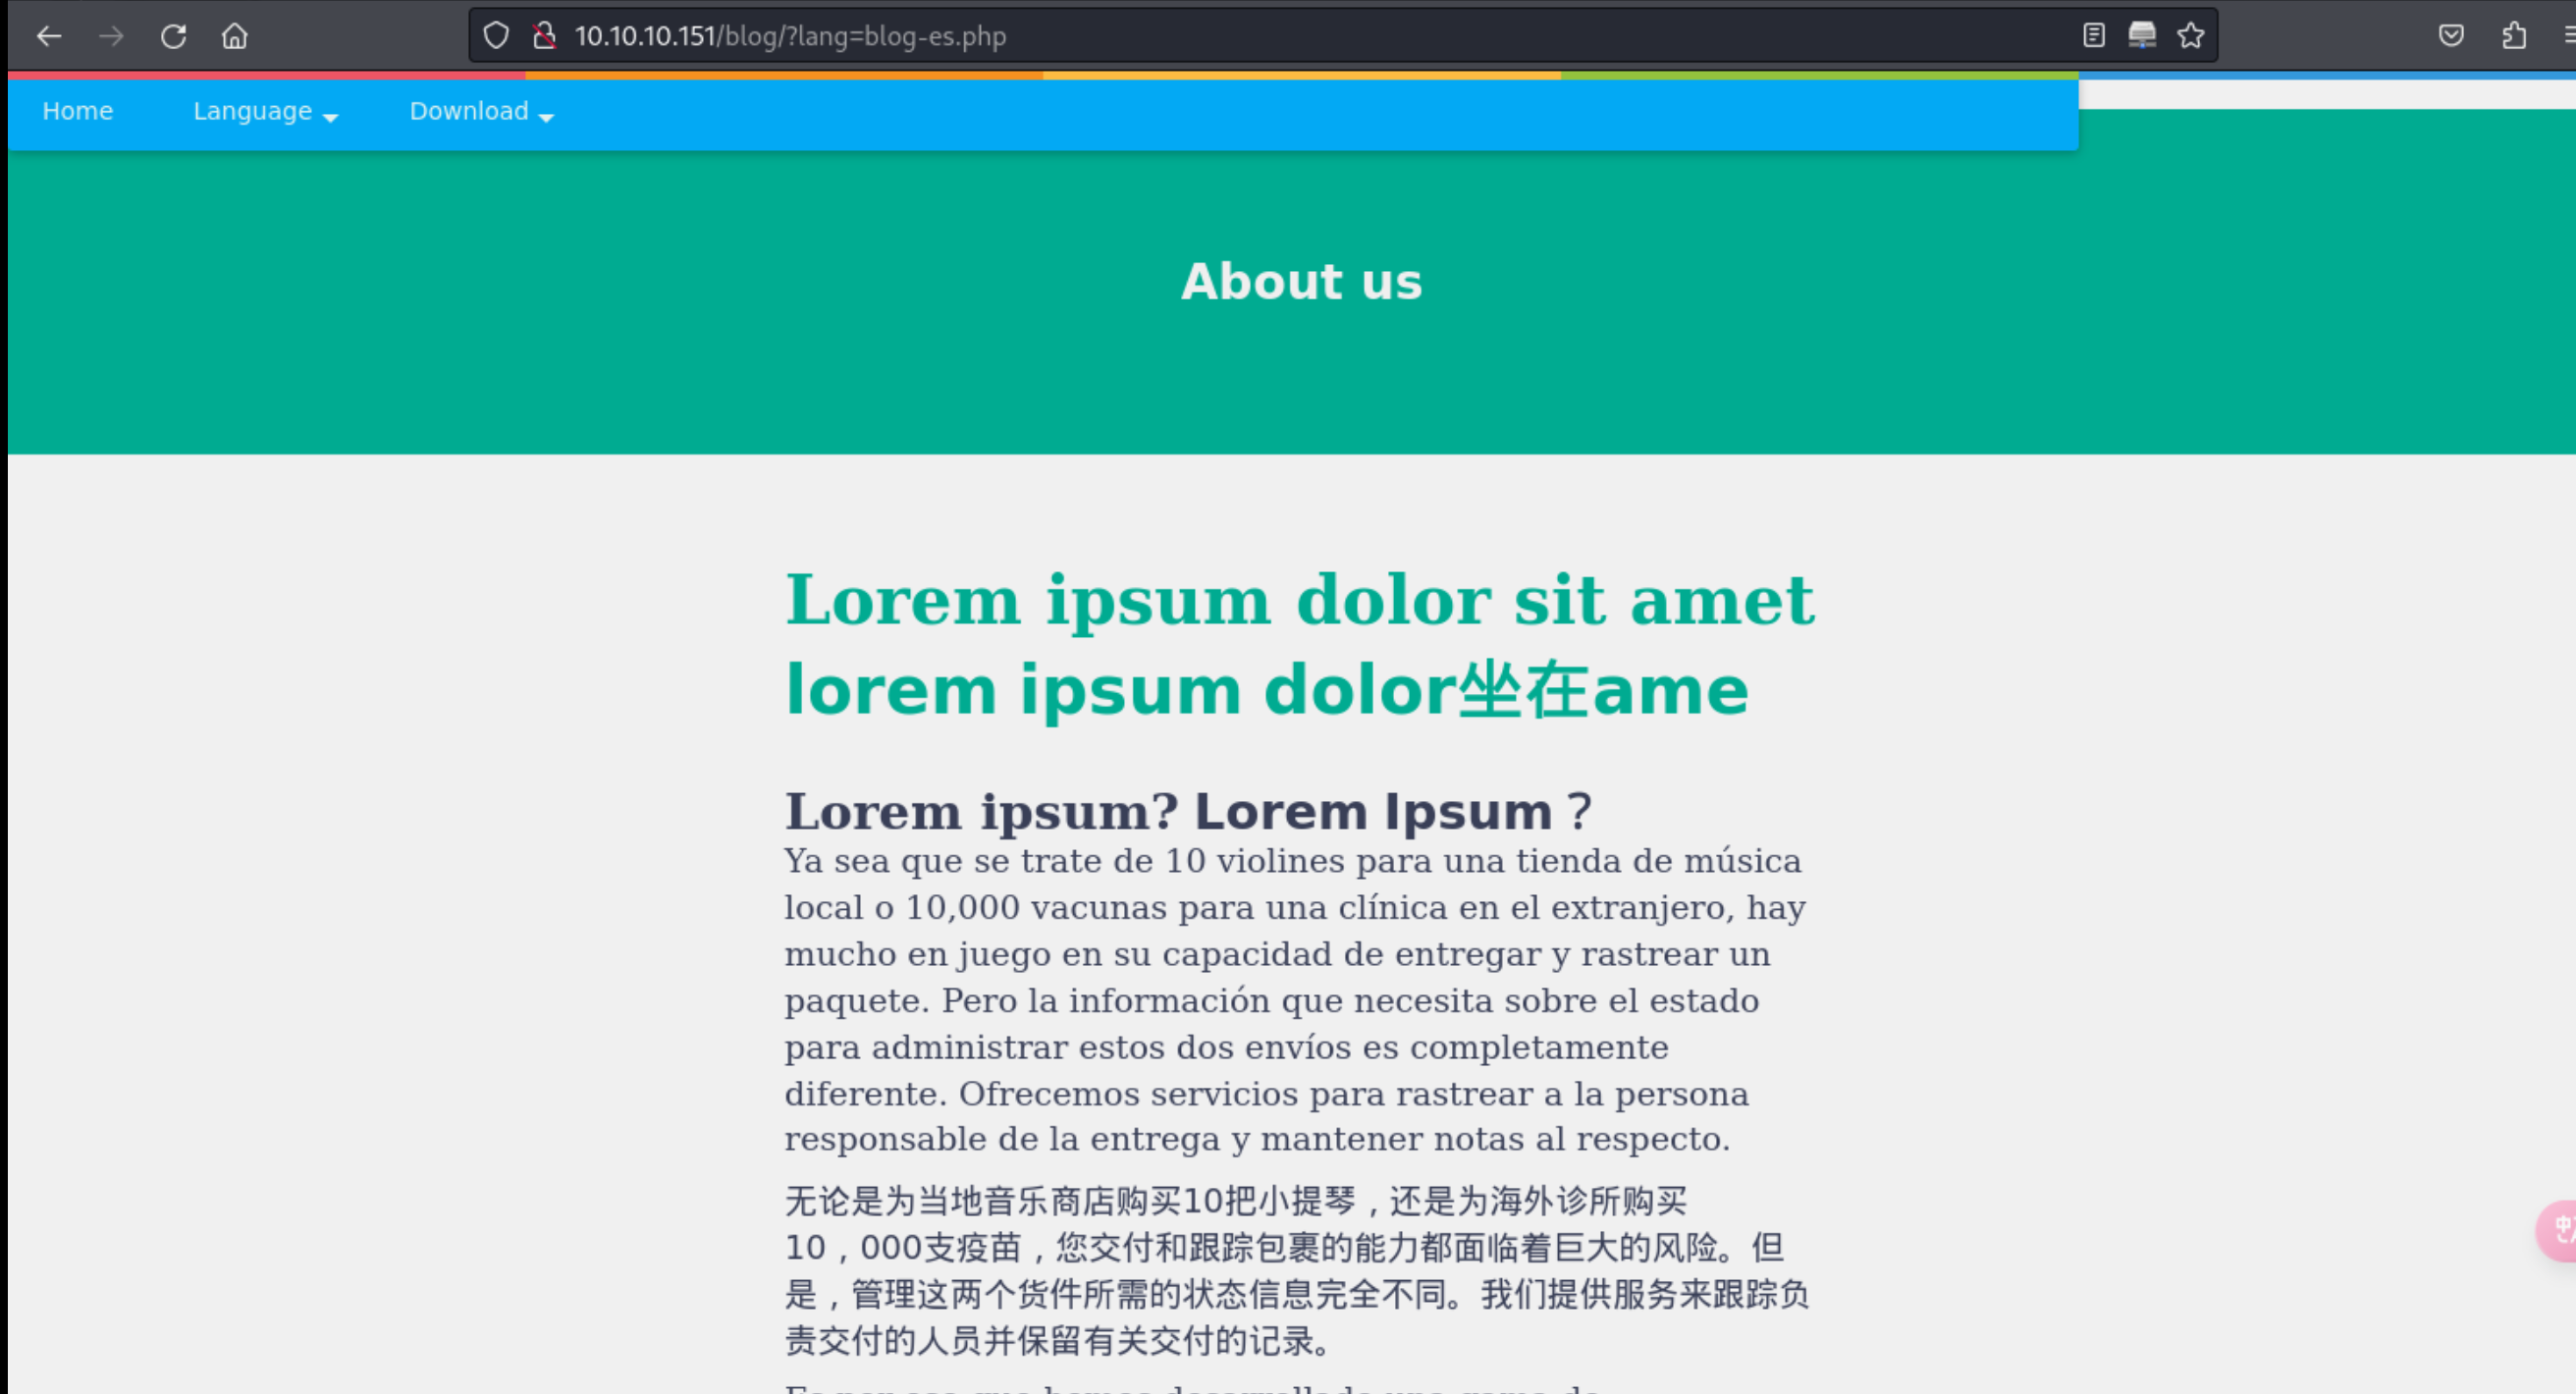 10.10.10.151/blog/?lang=blog-es.php
Home Language Download
About us
Lorem ipsum dolor sit amet
lorem ipsum dolor坐在ame
Lorem ipsum? Lorem Ipsum？
Ya sea que se trate de 10 violines para una tienda de música
local o 10,000 vacunas para una clínica en el extranjero, hay
mucho en juego en su capacidad de entregar y rastrear un
paquete. Pero la información que necesita sobre el estado
para administrar estos dos envíos es completamente
diferente. Ofrecemos servicios para rastrear a la persona
responsable de la entrega y mantener notas al respecto.
无论是为当地音乐商店购买10把小提琴，还是为海外诊所购买
10，000支疫苗，您交付和跟踪包裹的能力都面临着巨大的风险。但
是，管理这两个货件所需的状态信息完全不同。我们提供服务来跟踪负
责交付的人员并保留有关交付的记录。